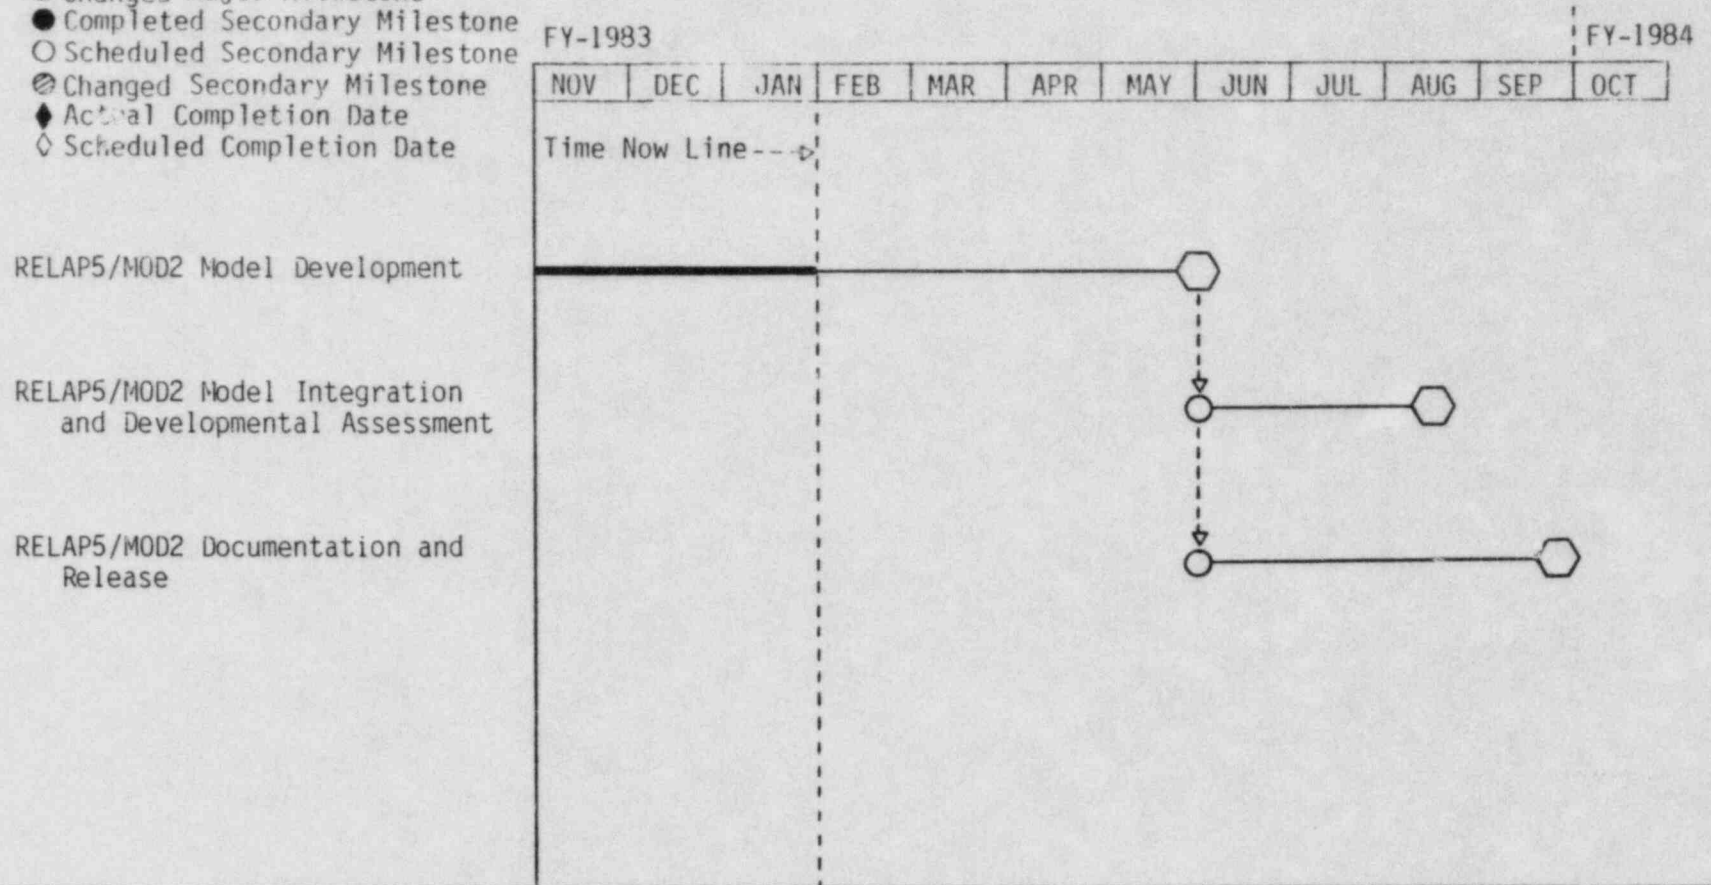 ● Completed Secondary Milestone
○ Scheduled Secondary Milestone
Changed Secondary Milestone
♦ Actual Completion Date
◇ Scheduled Completion Date
FY-1983
FY-1984
NOV DEC JAN FEB MAR APR MAY JUN JUL AUG SEP OCT
Time Now Line
RELAP5/MOD2 Model Development
RELAP5/MOD2 Model Integration
and Developmental Assessment
RELAP5/MOD2 Documentation and
Release